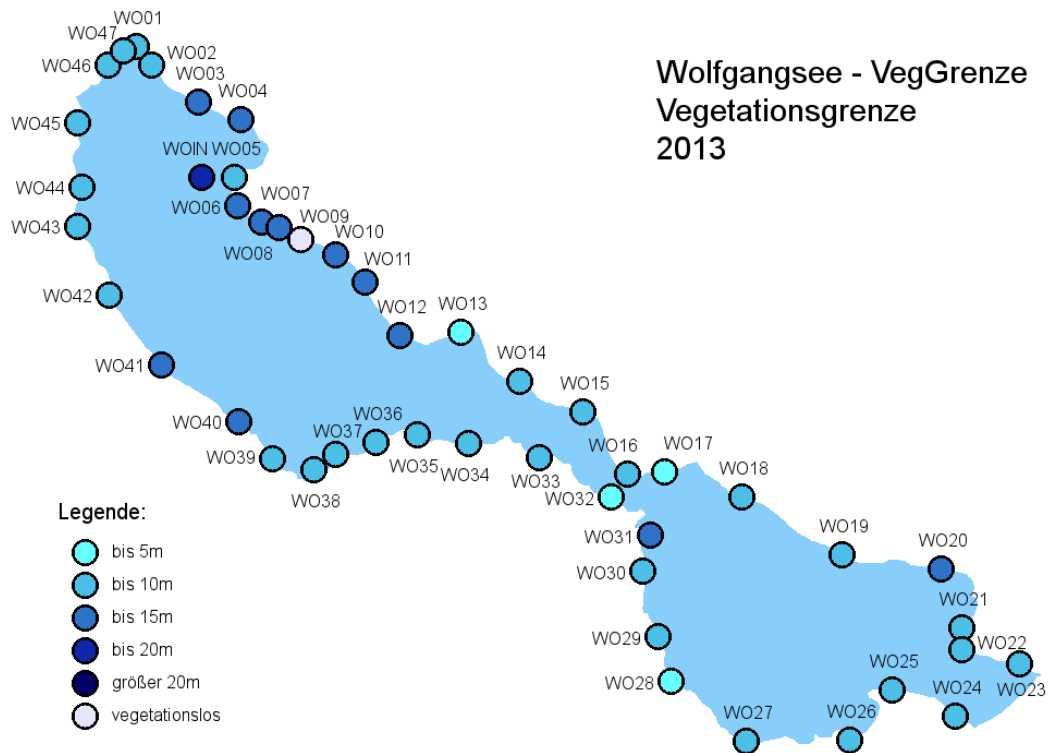 Wolfgangsee - VegGrenze
Vegetationsgrenze
2013
WO01
WO47
WO02
WO46
WO03
WO04
WO45
WOIN WO05
WO44
WO06
WO07
WO43
WO09
WO08
WO10
WO11
WO42
WO12
WO13
WO41
WO14
WO15
WO40
WO36
WO37
WO39
WO35
WO34
WO38
WO33
WO16
WO17
WO32
WO18
WO31
WO19
WO20
WO30
WO21
WO29
WO22
WO28
WO25
WO23
WO24
WO27
WO26
Legende:
bis 5m
bis 10m
bis 15m
bis 20m
größer 20m
vegetationslos